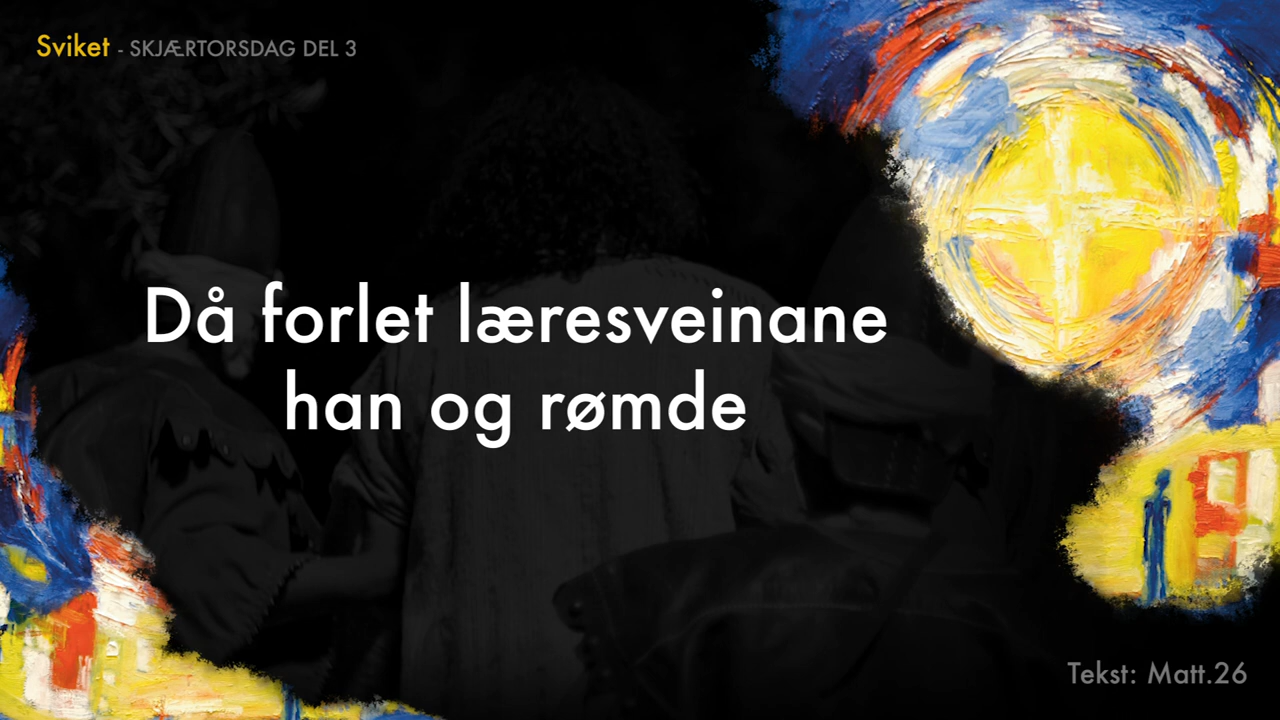 Sviket - SKJÆRTORSDAG DEL 3
Då forlet læresveinane
han og rømde
Tekst: Matt.26